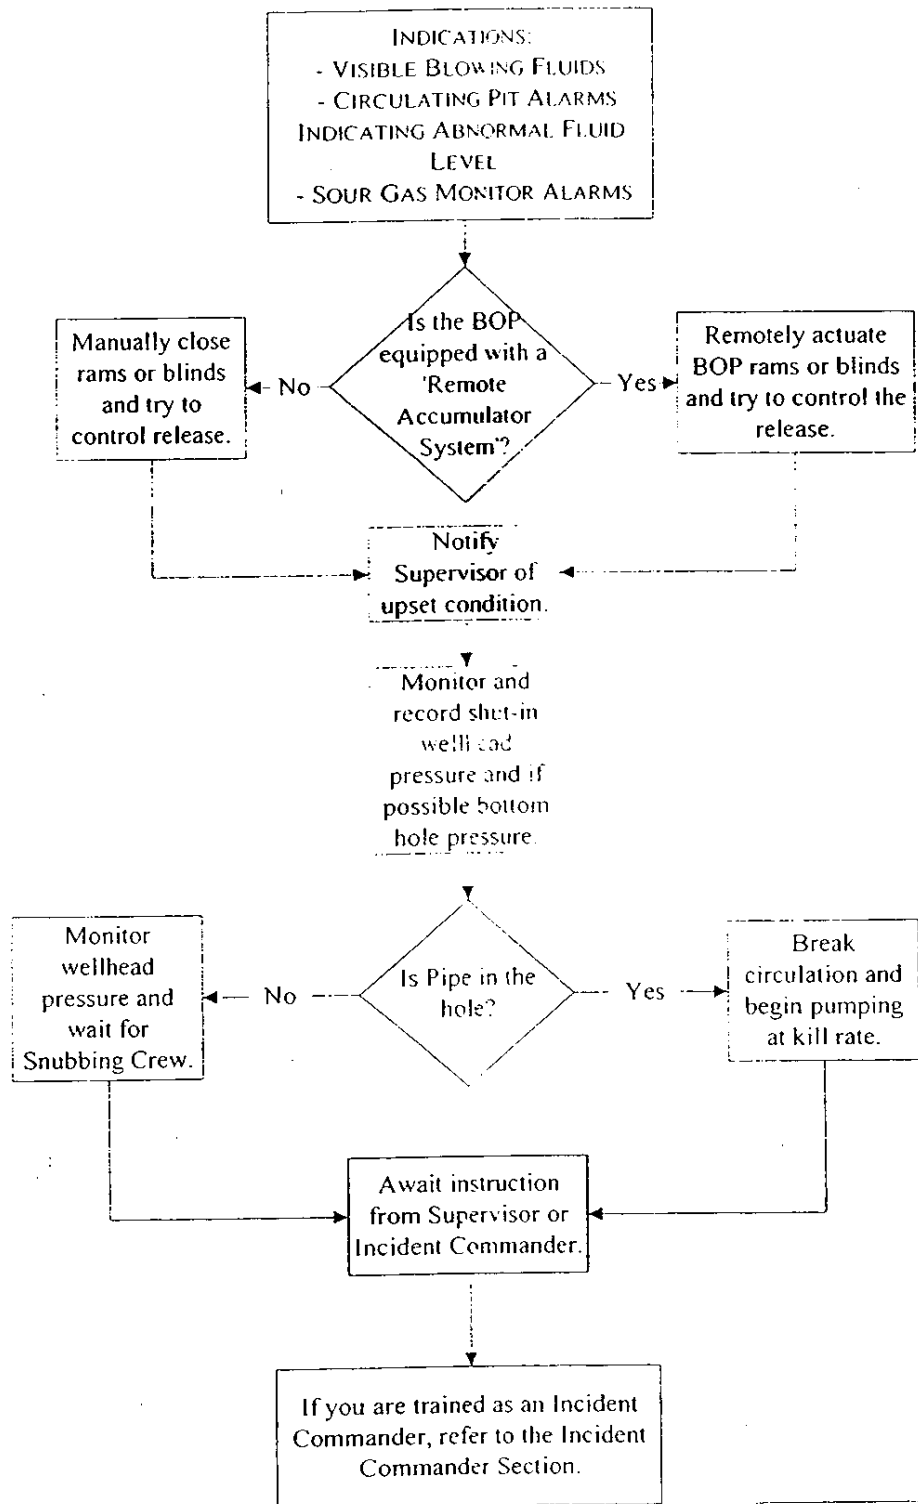 INDICATIONS:
- VISIBLE BLOWING FLUIDS
- CIRCULATING PIT ALARMS
INDICATING ABNORMAL FLUID
LEVEL
- SOUR GAS MONITOR ALARMS
Is the BOP
equipped with a
'Remote
Accumulator
System'?
No
Yes
Manually close
rams or blinds
and try to
control release.
Remotely actuate
BOP rams or blinds
and try to control the
release.
Notify
Supervisor of
upset condition.
Monitor and
record shut-in
wellhead
pressure and if
possible bottom
hole pressure.
Is Pipe in the
hole?
No
Yes
Monitor
wellhead
pressure and
wait for
Snubbing Crew.
Break
circulation and
begin pumping
at kill rate.
Await instruction
from Supervisor or
Incident Commander.
If you are trained as an Incident
Commander, refer to the Incident
Commander Section.